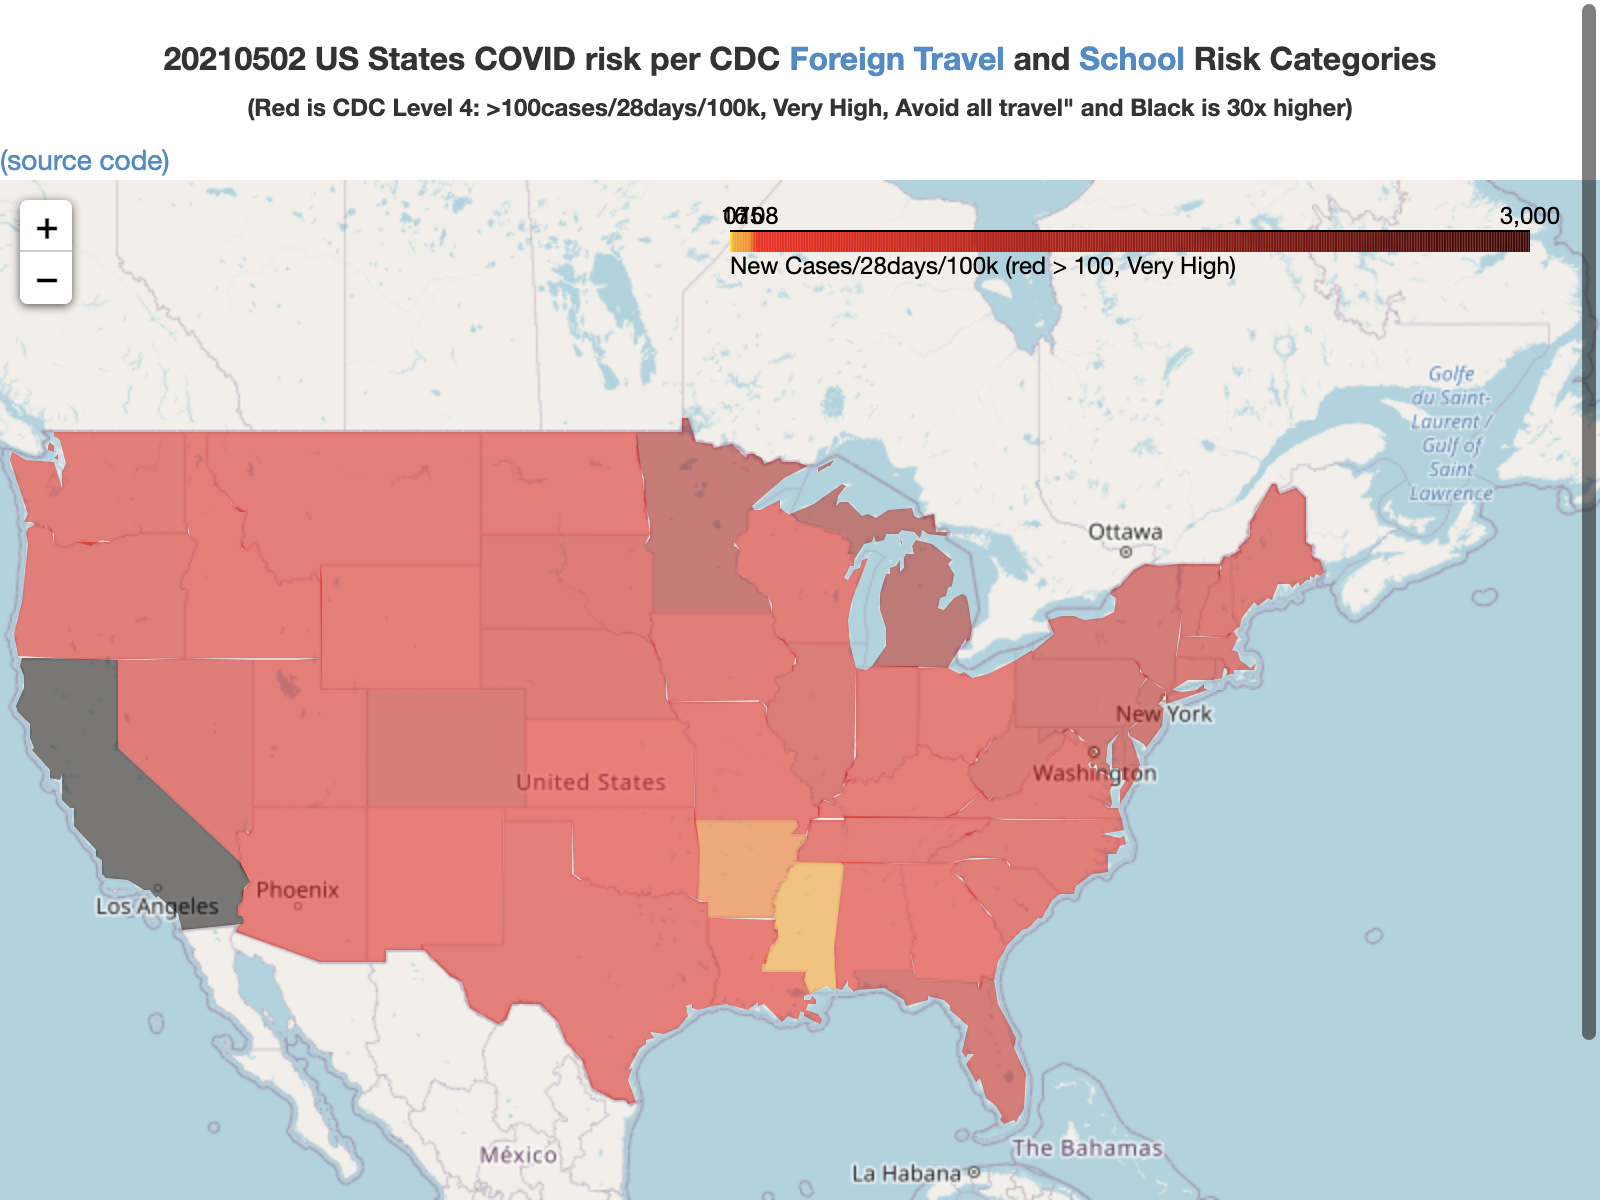 20210502 US States COVID risk per CDC Foreign Travel and School Risk Categories
(Red is CDC Level 4: >100cases/28days/100k, Very High, Avoid all travel" and Black is 30x higher)
(source code)
+
−
3,000
New Cases/28days/100k (red > 100, Very High)
Golfe
du Saint-
Laurent /
Gulf of
Saint
Lawrence
Ottawa
New York
Washington
United States
Phoenix
Los Angeles
México
The Bahamas
La Habana